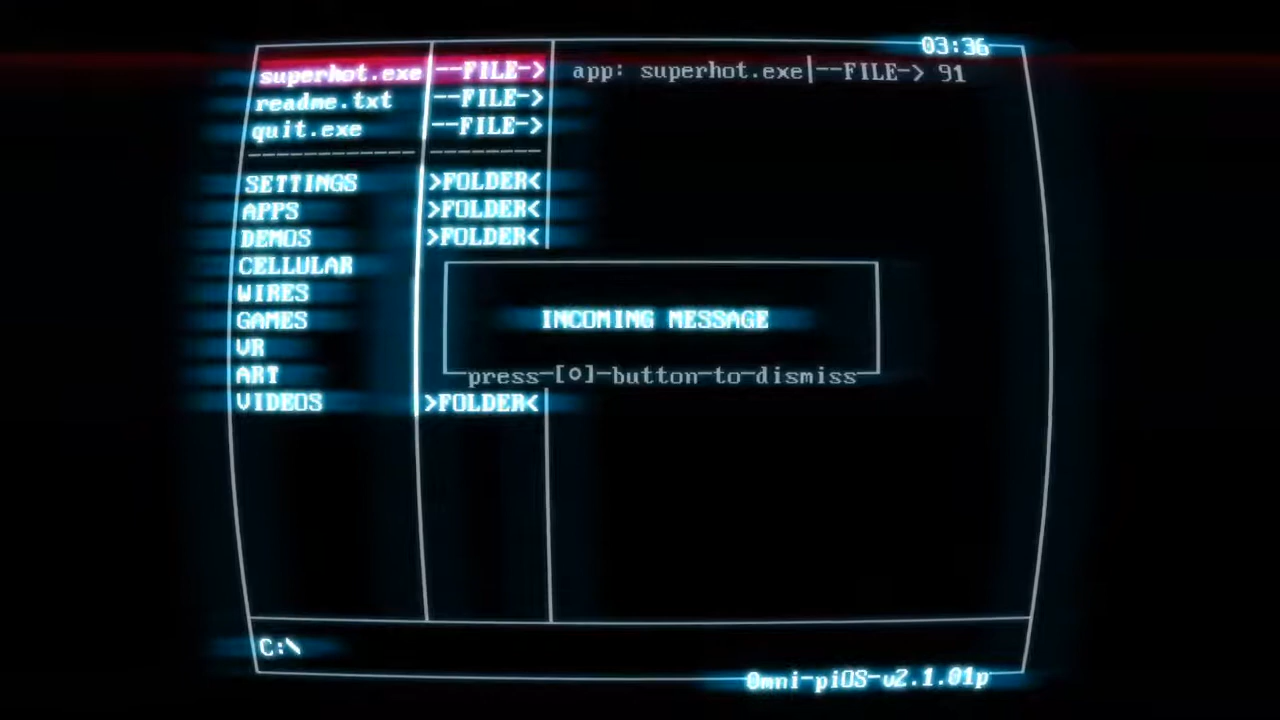 03:36
superhot.exe --FILE-> app: superhot.exe|--FILE-> 91
readme.txt --FILE->
quit.exe --FILE->
SETTINGS >FOLDER<
APPS >FOLDER<
DEMOS >FOLDER<
CELLULAR
WIRES
GAMES
VR
ART
VIDEOS >FOLDER<
INCOMING MESSAGE
press-[O]-button-to-dismiss
C:\
Omni-piOS-v2.1.01p